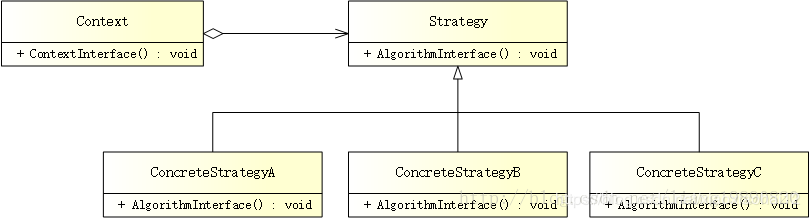 Context
Strategy
+ ContextInterface() : void
+ AlgorithmInterface() : void
ConcreteStrategyA
ConcreteStrategyB
ConcreteStrategyC
+ AlgorithmInterface() : void
+ AlgorithmInterface() : void
+ AlgorithmInterface() : void